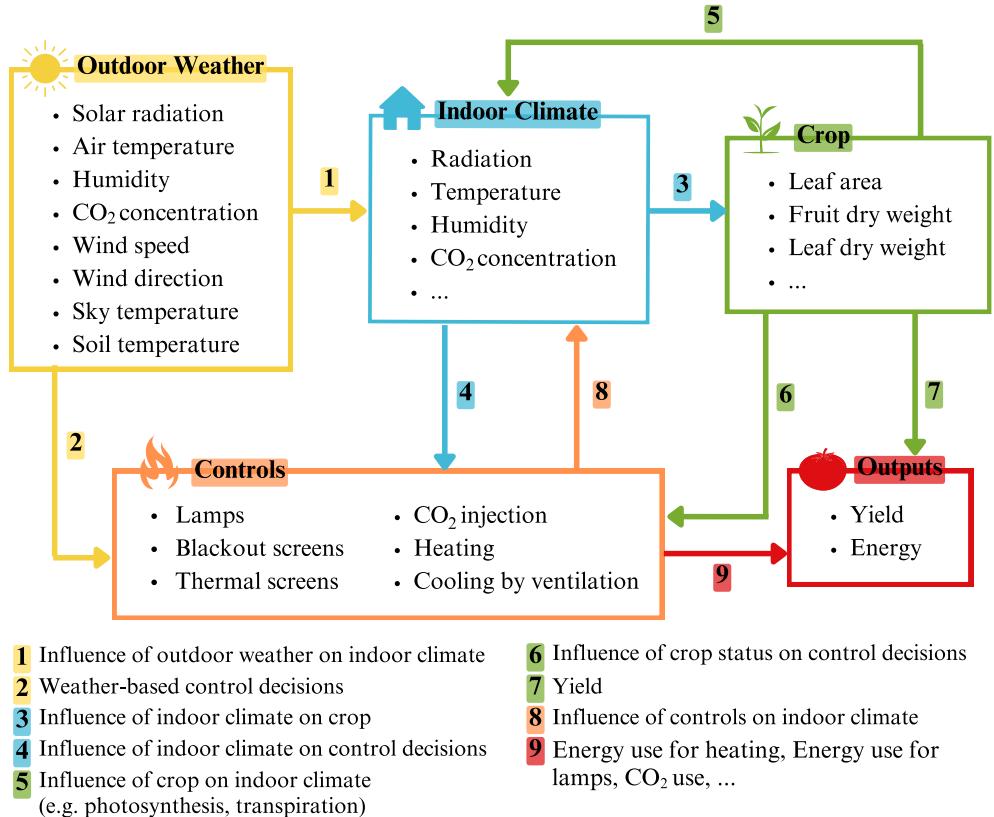 5
Outdoor Weather
Solar radiation
Air temperature
Humidity
CO₂ concentration
Wind speed
Wind direction
Sky temperature
Soil temperature
1
Indoor Climate
Radiation
Temperature
Humidity
CO₂ concentration
...
3
Crop
Leaf area
Fruit dry weight
Leaf dry weight
...
2
4
8
6
7
Controls
Lamps
Blackout screens
Thermal screens
CO₂ injection
Heating
Cooling by ventilation
9
Outputs
Yield
Energy
1 Influence of outdoor weather on indoor climate
2 Weather-based control decisions
3 Influence of indoor climate on crop
4 Influence of indoor climate on control decisions
5 Influence of crop on indoor climate
(e.g. photosynthesis, transpiration)
6 Influence of crop status on control decisions
7 Yield
8 Influence of controls on indoor climate
9 Energy use for heating, Energy use for
lamps, CO₂ use, ...